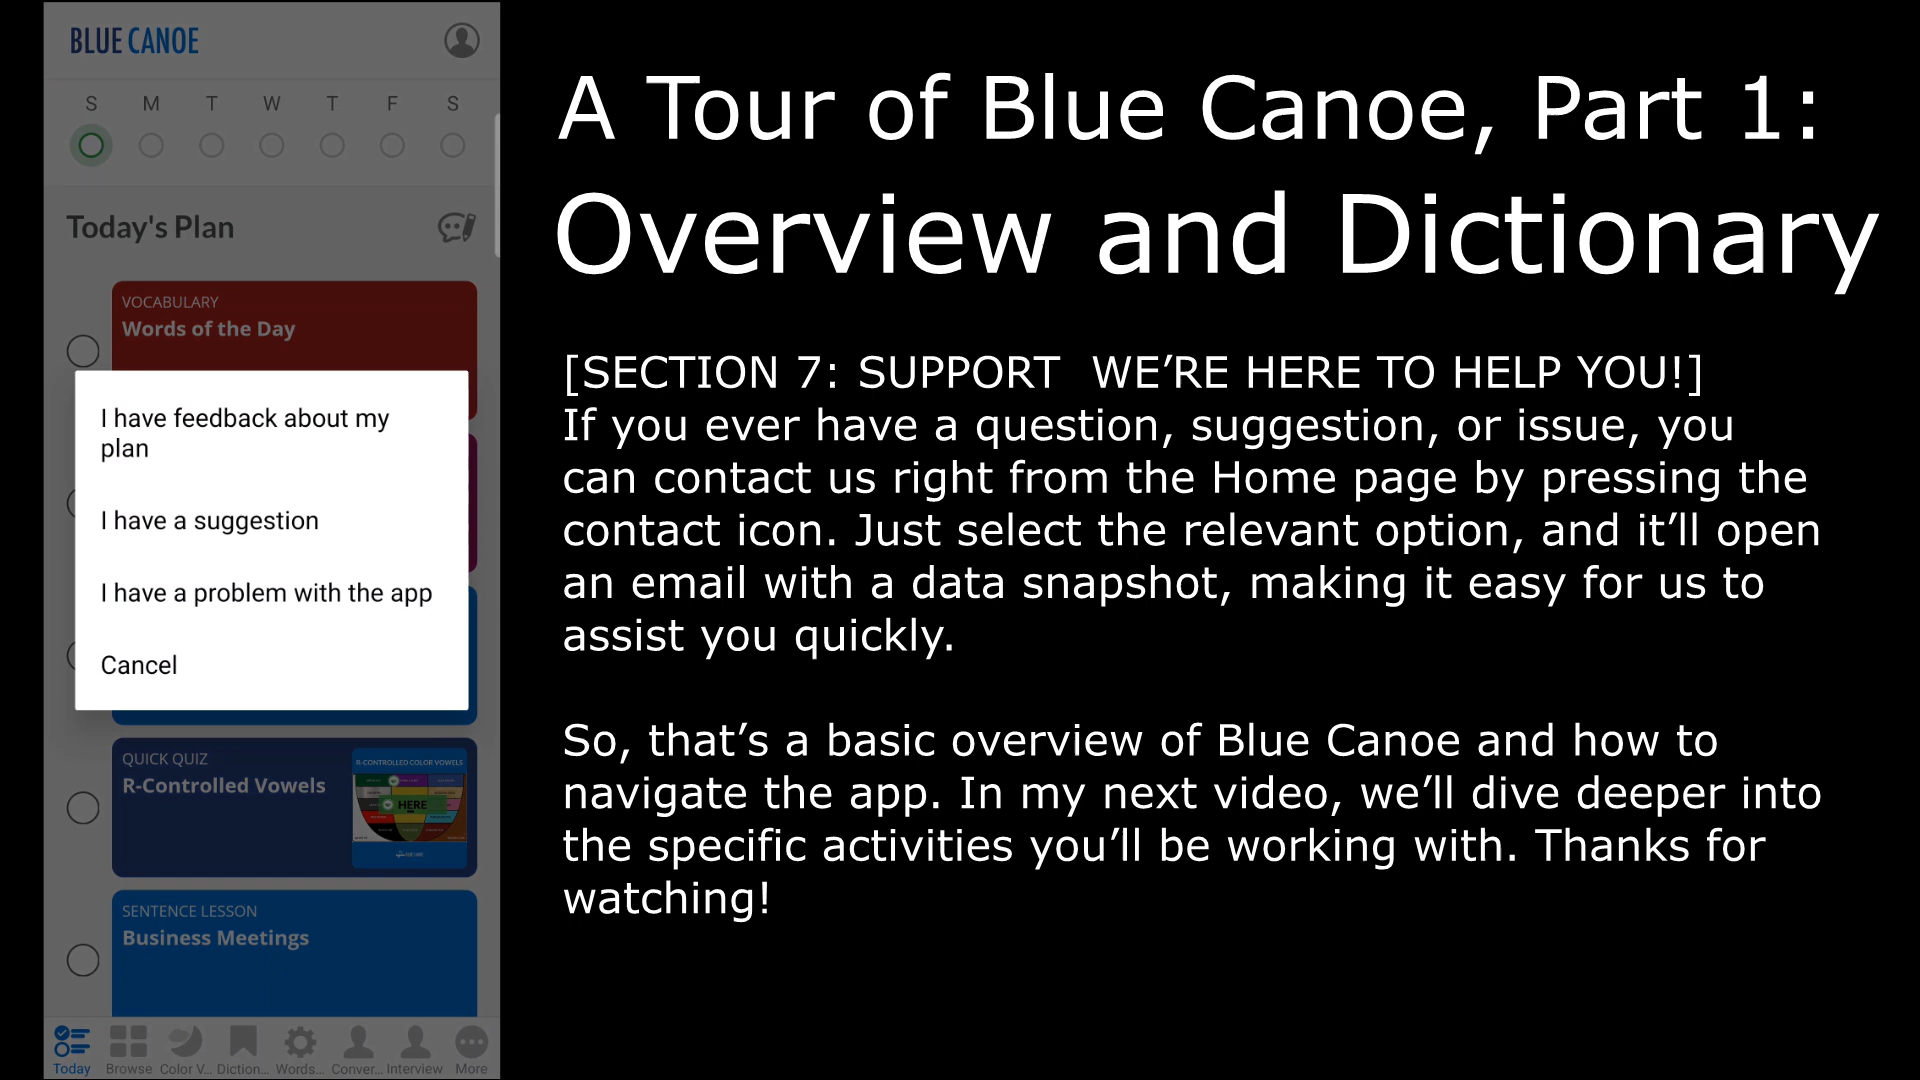 BLUE CANOE
S M T W T F S
Today's Plan
VOCABULARY
Words of the Day
I have feedback about my
plan
I have a suggestion
I have a problem with the app
Cancel
QUICK QUIZ
R-Controlled Vowels
R-CONTROLLED COLOR VOWELS
HERE
SENTENCE LESSON
Business Meetings
Today Browse Color V... Diction... Words... Conver... Interview More
A Tour of Blue Canoe, Part 1:
Overview and Dictionary
[SECTION 7: SUPPORT  WE’RE HERE TO HELP YOU!]
If you ever have a question, suggestion, or issue, you
can contact us right from the Home page by pressing the
contact icon. Just select the relevant option, and it’ll open
an email with a data snapshot, making it easy for us to
assist you quickly.
So, that’s a basic overview of Blue Canoe and how to
navigate the app. In my next video, we’ll dive deeper into
the specific activities you’ll be working with. Thanks for
watching!